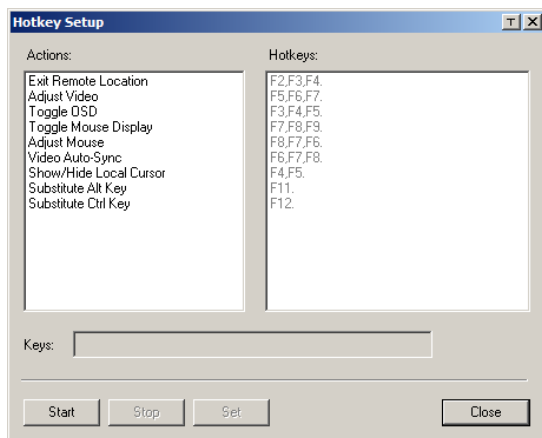 Hotkey Setup
Actions:
Hotkeys:
Exit Remote Location
F2,F3,F4.
Adjust Video
F5,F6,F7.
Toggle OSD
F3,F4,F5.
Toggle Mouse Display
F7,F8,F9.
Adjust Mouse
F8,F7,F6.
Video Auto-Sync
F6,F7,F8.
Show/Hide Local Cursor
F4,F5.
Substitute Alt Key
F11.
Substitute Ctrl Key
F12.
Keys:
Start
Stop
Set
Close